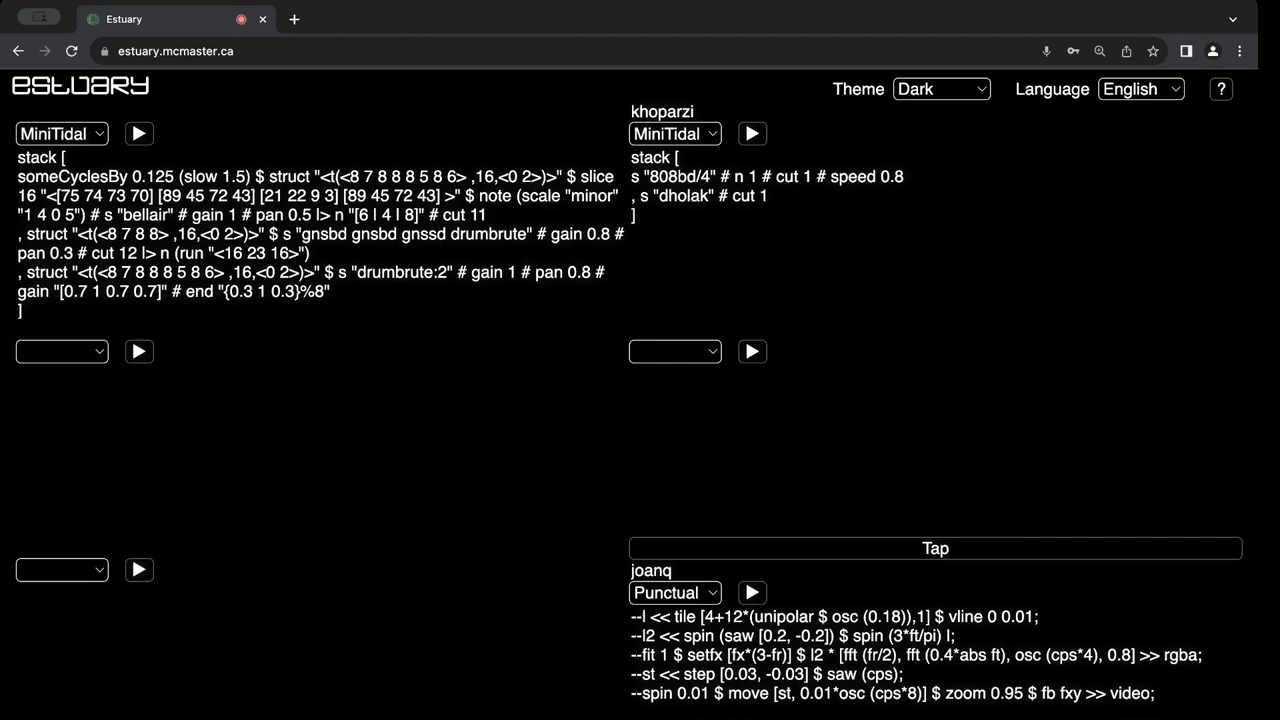 Estuary
estuary.mcmaster.ca
ESTUARY
Theme Dark Language English ?
MiniTidal
stack [
someCyclesBy 0.125 (slow 1.5) $ struct "<t(<8 7 8 8 8 5 8 6> ,16,<0 2>)>" $ slice
16 "<[75 74 73 70] [89 45 72 43] [21 22 9 3] [89 45 72 43] >" $ note (scale "minor"
"1 4 0 5") # s "bellair" # gain 1 # pan 0.5 |> n "[6 | 4 | 8]" # cut 11
, struct "<t(<8 7 8 8> ,16,<0 2>)>" $ s "gnsbd gnsbd gnssd drumbrute" # gain 0.8 #
pan 0.3 # cut 12 |> n (run "<16 23 16>")
, struct "<t(<8 7 8 8 8 5 8 6> ,16,<0 2>)>" $ s "drumbrute:2" # gain 1 # pan 0.8 #
gain "[0.7 1 0.7 0.7]" # end "{0.3 1 0.3}%8"
]
khoparzi
MiniTidal
stack [
s "808bd/4" # n 1 # cut 1 # speed 0.8
, s "dholak" # cut 1
]
Tap
joanq
Punctual
--l << tile [4+12*(unipolar $ osc (0.18)),1] $ vline 0 0.01;
--l2 << spin (saw [0.2, -0.2]) $ spin (3*ft/pi) l;
--fit 1 $ setfx [fx*(3-fr)] $ l2 * [fft (fr/2), fft (0.4*abs ft), osc (cps*4), 0.8] >> rgba;
--st << step [0.03, -0.03] $ saw (cps);
--spin 0.01 $ move [st, 0.01*osc (cps*8)] $ zoom 0.95 $ fb fxy >> video;